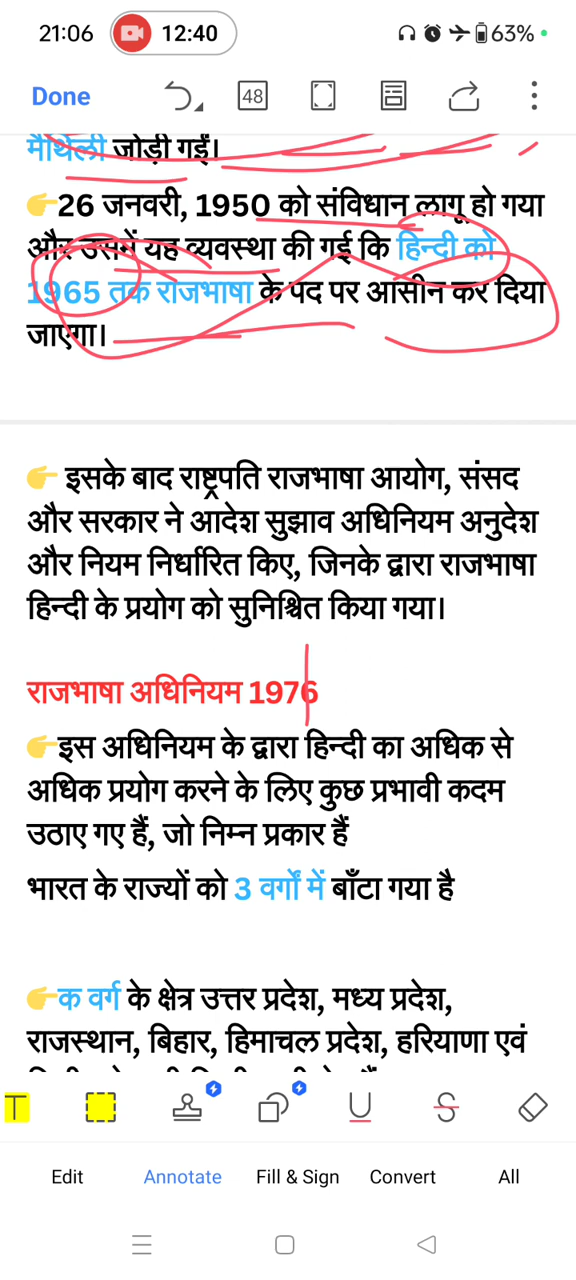 21:06 12:40 63%
Done 48
मैथिली जोड़ी गईं।
👉26 जनवरी, 1950 को संविधान लागू हो गया
और उसमें यह व्यवस्था की गई कि हिन्दी को
1965 तक राजभाषा के पद पर आसीन कर दिया
जाएगा।
👉 इसके बाद राष्ट्रपति राजभाषा आयोग, संसद
और सरकार ने आदेश सुझाव अधिनियम अनुदेश
और नियम निर्धारित किए, जिनके द्वारा राजभाषा
हिन्दी के प्रयोग को सुनिश्चित किया गया।
राजभाषा अधिनियम 1976
👉इस अधिनियम के द्वारा हिन्दी का अधिक से
अधिक प्रयोग करने के लिए कुछ प्रभावी कदम
उठाए गए हैं, जो निम्न प्रकार हैं
भारत के राज्यों को 3 वर्गों में बाँटा गया है
👉क वर्ग के क्षेत्र उत्तर प्रदेश, मध्य प्रदेश,
राजस्थान, बिहार, हिमाचल प्रदेश, हरियाणा एवं
T U S
Edit Annotate Fill & Sign Convert All